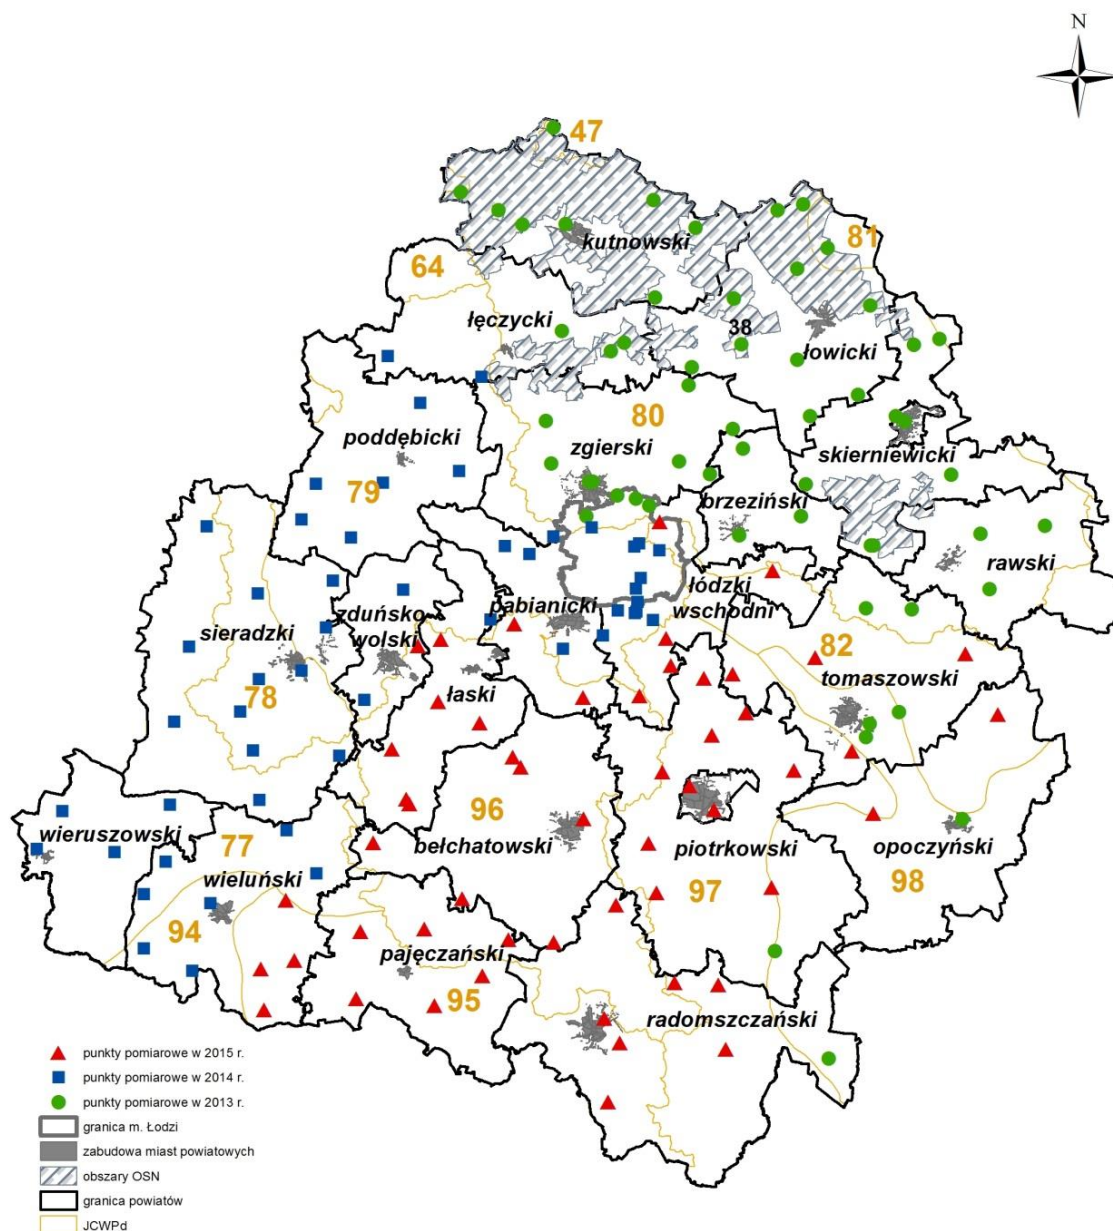 N
47
kutnowski
81
64
łęczycki
38
łowicki
80
poddębicki
zgierski
skierniewicki
79
brzeziński
rawski
łódzki
wschodni
zduńsko
wolski
pabianicki
sieradzki
82
tomaszowski
łaski
78
96
wieruszowski
77
bełchatowski
piotrkowski
opoczyński
wieluński
97
98
94
pajęczański
95
radomszczański
punkty pomiarowe w 2015 r.
punkty pomiarowe w 2014 r.
punkty pomiarowe w 2013 r.
granica m. Łodzi
zabudowa miast powiatowych
obszary OSN
granica powiatów
JCWPd